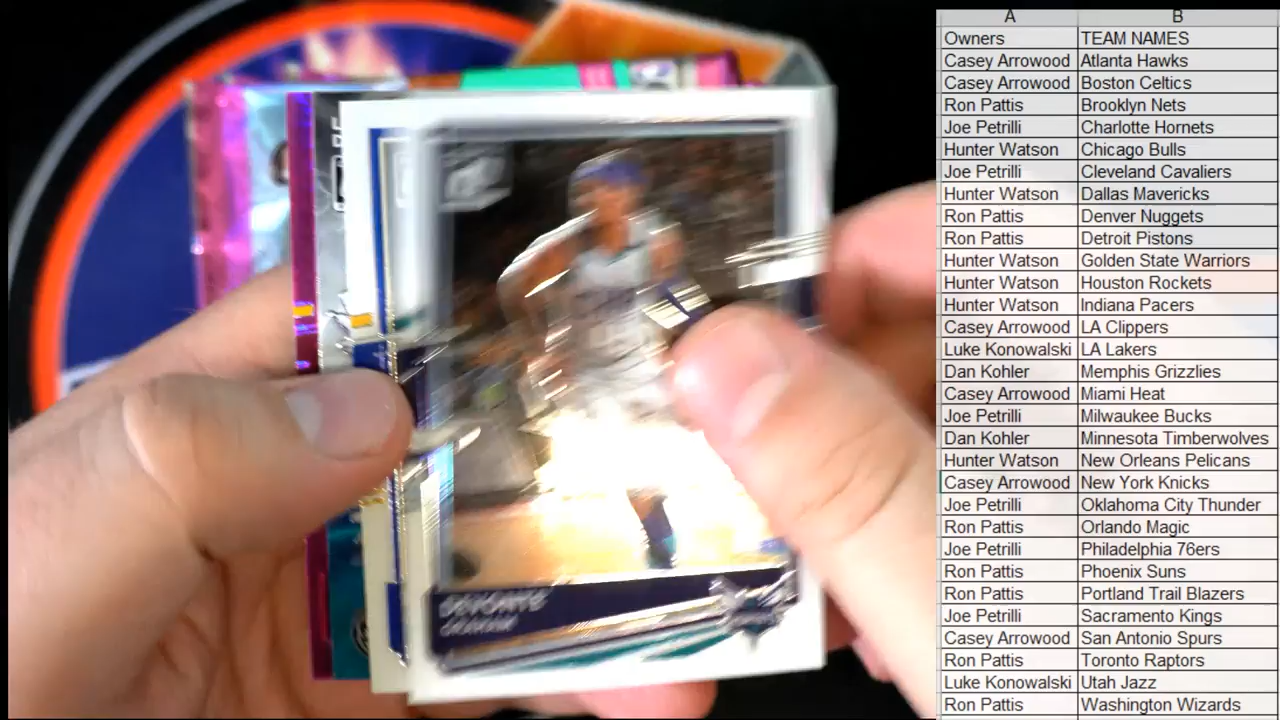 A B
Owners TEAM NAMES
Casey Arrowood Atlanta Hawks
Casey Arrowood Boston Celtics
Ron Pattis Brooklyn Nets
Joe Petrilli Charlotte Hornets
Hunter Watson Chicago Bulls
Joe Petrilli Cleveland Cavaliers
Hunter Watson Dallas Mavericks
Ron Pattis Denver Nuggets
Ron Pattis Detroit Pistons
Hunter Watson Golden State Warriors
Hunter Watson Houston Rockets
Hunter Watson Indiana Pacers
Casey Arrowood LA Clippers
Luke Konowalski LA Lakers
Dan Kohler Memphis Grizzlies
Casey Arrowood Miami Heat
Joe Petrilli Milwaukee Bucks
Dan Kohler Minnesota Timberwolves
Hunter Watson New Orleans Pelicans
Casey Arrowood New York Knicks
Joe Petrilli Oklahoma City Thunder
Ron Pattis Orlando Magic
Joe Petrilli Philadelphia 76ers
Ron Pattis Phoenix Suns
Ron Pattis Portland Trail Blazers
Joe Petrilli Sacramento Kings
Casey Arrowood San Antonio Spurs
Ron Pattis Toronto Raptors
Luke Konowalski Utah Jazz
Ron Pattis Washington Wizards
DEVONTE'
GRAHAM